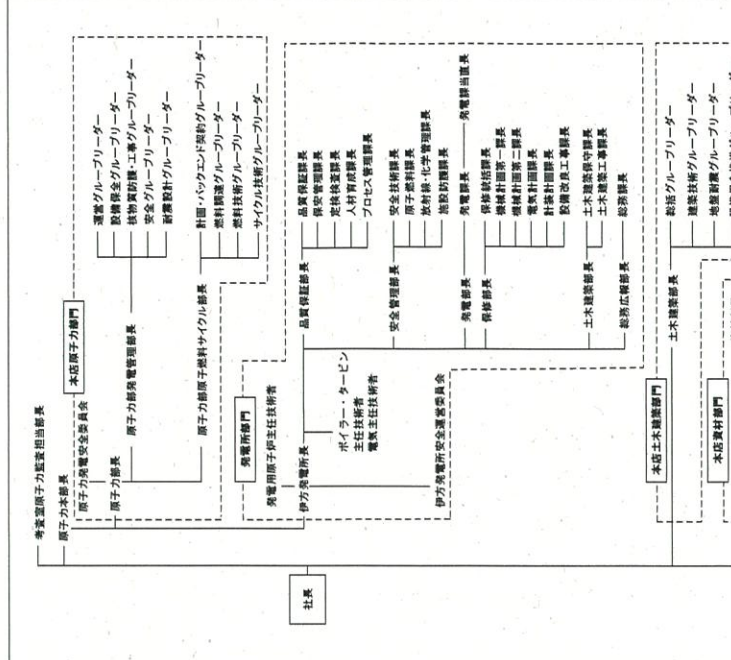 社長
考査室原子力監査担当部長
原子力本部長
本店原子力部門
原子力発電安全委員会
原子力部長
原子力部発電管理部長
運営グループリーダー
設備保全グループリーダー
核物質防護・工事グループリーダー
安全グループリーダー
耐震設計グループリーダー
原子力部原子燃料サイクル部長
計画・バックエンド契約グループリーダー
燃料調達グループリーダー
燃料技術グループリーダー
サイクル技術グループリーダー
発電所部門
発電用原子炉主任技術者
伊方発電所長
ボイラー・タービン
主任技術者
電気主任技術者
伊方発電所安全運営委員会
品質保証部長
品質保証課長
保安管理課長
定検検査課長
人材育成課長
プロセス管理課長
安全管理部長
安全技術課長
原子燃料課長
放射線・化学管理課長
施設防護課長
発電部長
発電課長
発電課当直長
保修部長
保修統括課長
機械計画第一課長
機械計画第二課長
電気計画課長
計装計画課長
設備改良工事課長
土木建築部長
土木建築保守課長
土木建築工事課長
総務広報部長
総務課長
本店土木建築部門
土木建築部長
総括グループリーダー
建築技術グループリーダー
地盤耐震グループリーダー
本店資材部門